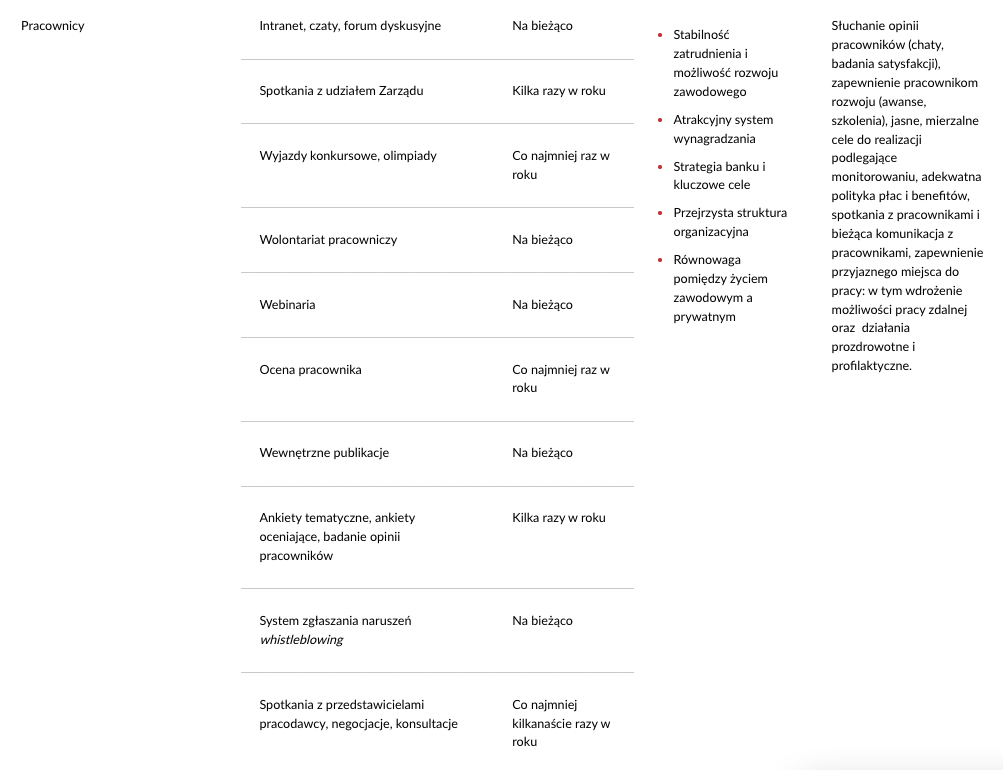 Pracownicy
Intranet, czaty, forum dyskusyjne
Na bieżąco
Spotkania z udziałem Zarządu
Kilka razy w roku
Wyjazdy konkursowe, olimpiady
Co najmniej raz w
roku
Wolontariat pracowniczy
Na bieżąco
Webinaria
Na bieżąco
Ocena pracownika
Co najmniej raz w
roku
Wewnętrzne publikacje
Na bieżąco
Ankiety tematyczne, ankiety
oceniające, badanie opinii
pracowników
Kilka razy w roku
System zgłaszania naruszeń
whistleblowing
Na bieżąco
Spotkania z przedstawicielami
pracodawcy, negocjacje, konsultacje
Co najmniej
kilkanaście razy w
roku
• Stabilność
zatrudnienia i
możliwość rozwoju
zawodowego
• Atrakcyjny system
wynagradzania
• Strategia banku i
kluczowe cele
• Przejrzysta struktura
organizacyjna
• Równowaga
pomiędzy życiem
zawodowym a
prywatnym
Słuchanie opinii
pracowników (chaty,
badania satysfakcji),
zapewnienie pracownikom
rozwoju (awanse,
szkolenia), jasne, mierzalne
cele do realizacji
podlegające
monitorowaniu, adekwatna
polityka płac i benefitów,
spotkania z pracownikami i
bieżąca komunikacja z
pracownikami, zapewnienie
przyjaznego miejsca do
pracy: w tym wdrożenie
możliwości pracy zdalnej
oraz  działania
prozdrowotne i
profilaktyczne.